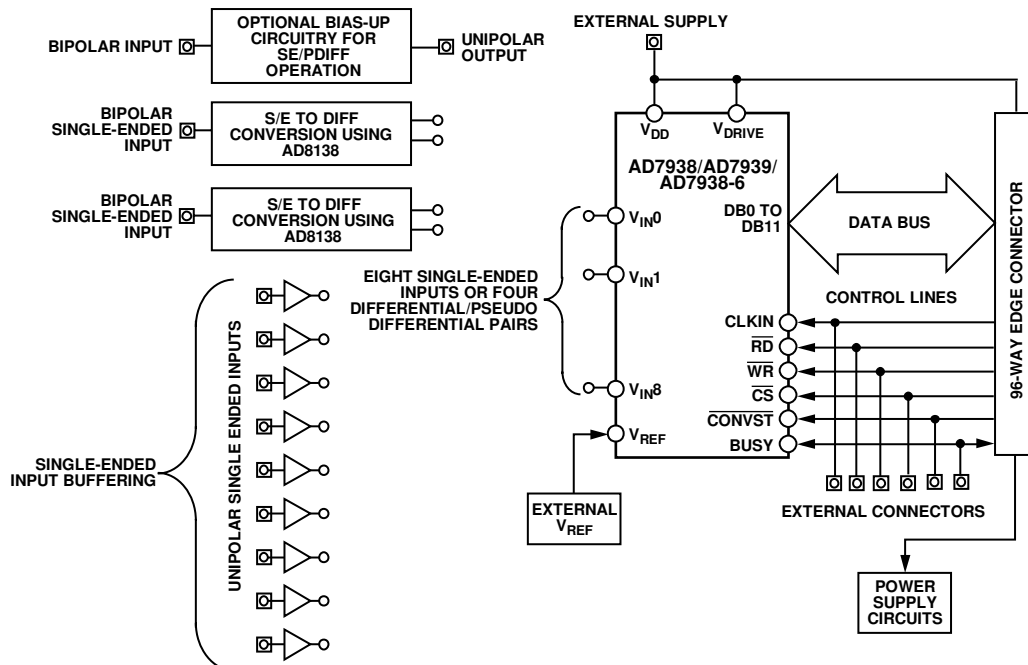 BIPOLAR INPUT
OPTIONAL BIAS-UP
CIRCUITRY FOR
SE/PDIFF
OPERATION
UNIPOLAR
OUTPUT
BIPOLAR
SINGLE-ENDED
INPUT
S/E TO DIFF
CONVERSION USING
AD8138
BIPOLAR
SINGLE-ENDED
INPUT
S/E TO DIFF
CONVERSION USING
AD8138
SINGLE-ENDED
INPUT BUFFERING
UNIPOLAR SINGLE ENDED INPUTS
EIGHT SINGLE-ENDED
INPUTS OR FOUR
DIFFERENTIAL/PSEUDO
DIFFERENTIAL PAIRS
EXTERNAL SUPPLY
VDD
VDRIVE
AD7938/AD7939/
AD7938-6
VIN0
VIN1
VIN8
VREF
EXTERNAL
VREF
DB0 TO
DB11
DATA BUS
CONTROL LINES
CLKIN
RD
WR
CS
CONVST
BUSY
EXTERNAL CONNECTORS
96-WAY EDGE CONNECTOR
POWER
SUPPLY
CIRCUITS